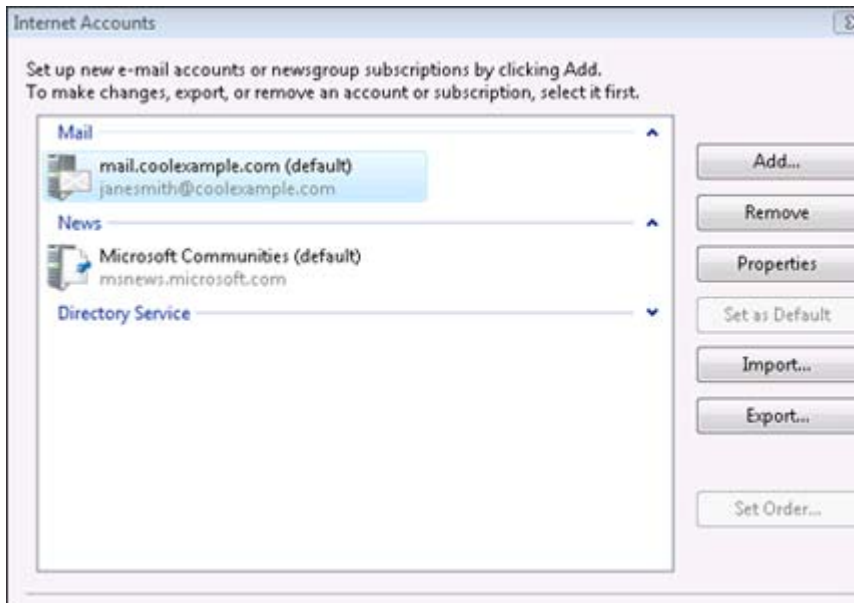 Internet Accounts
Set up new e-mail accounts or newsgroup subscriptions by clicking Add.
To make changes, export, or remove an account or subscription, select it first.
Mail
mail.coolexample.com (default)
janesmith@coolexample.com
News
Microsoft Communities (default)
msnews.microsoft.com
Directory Service
Add...
Remove
Properties
Set as Default
Import...
Export...
Set Order...